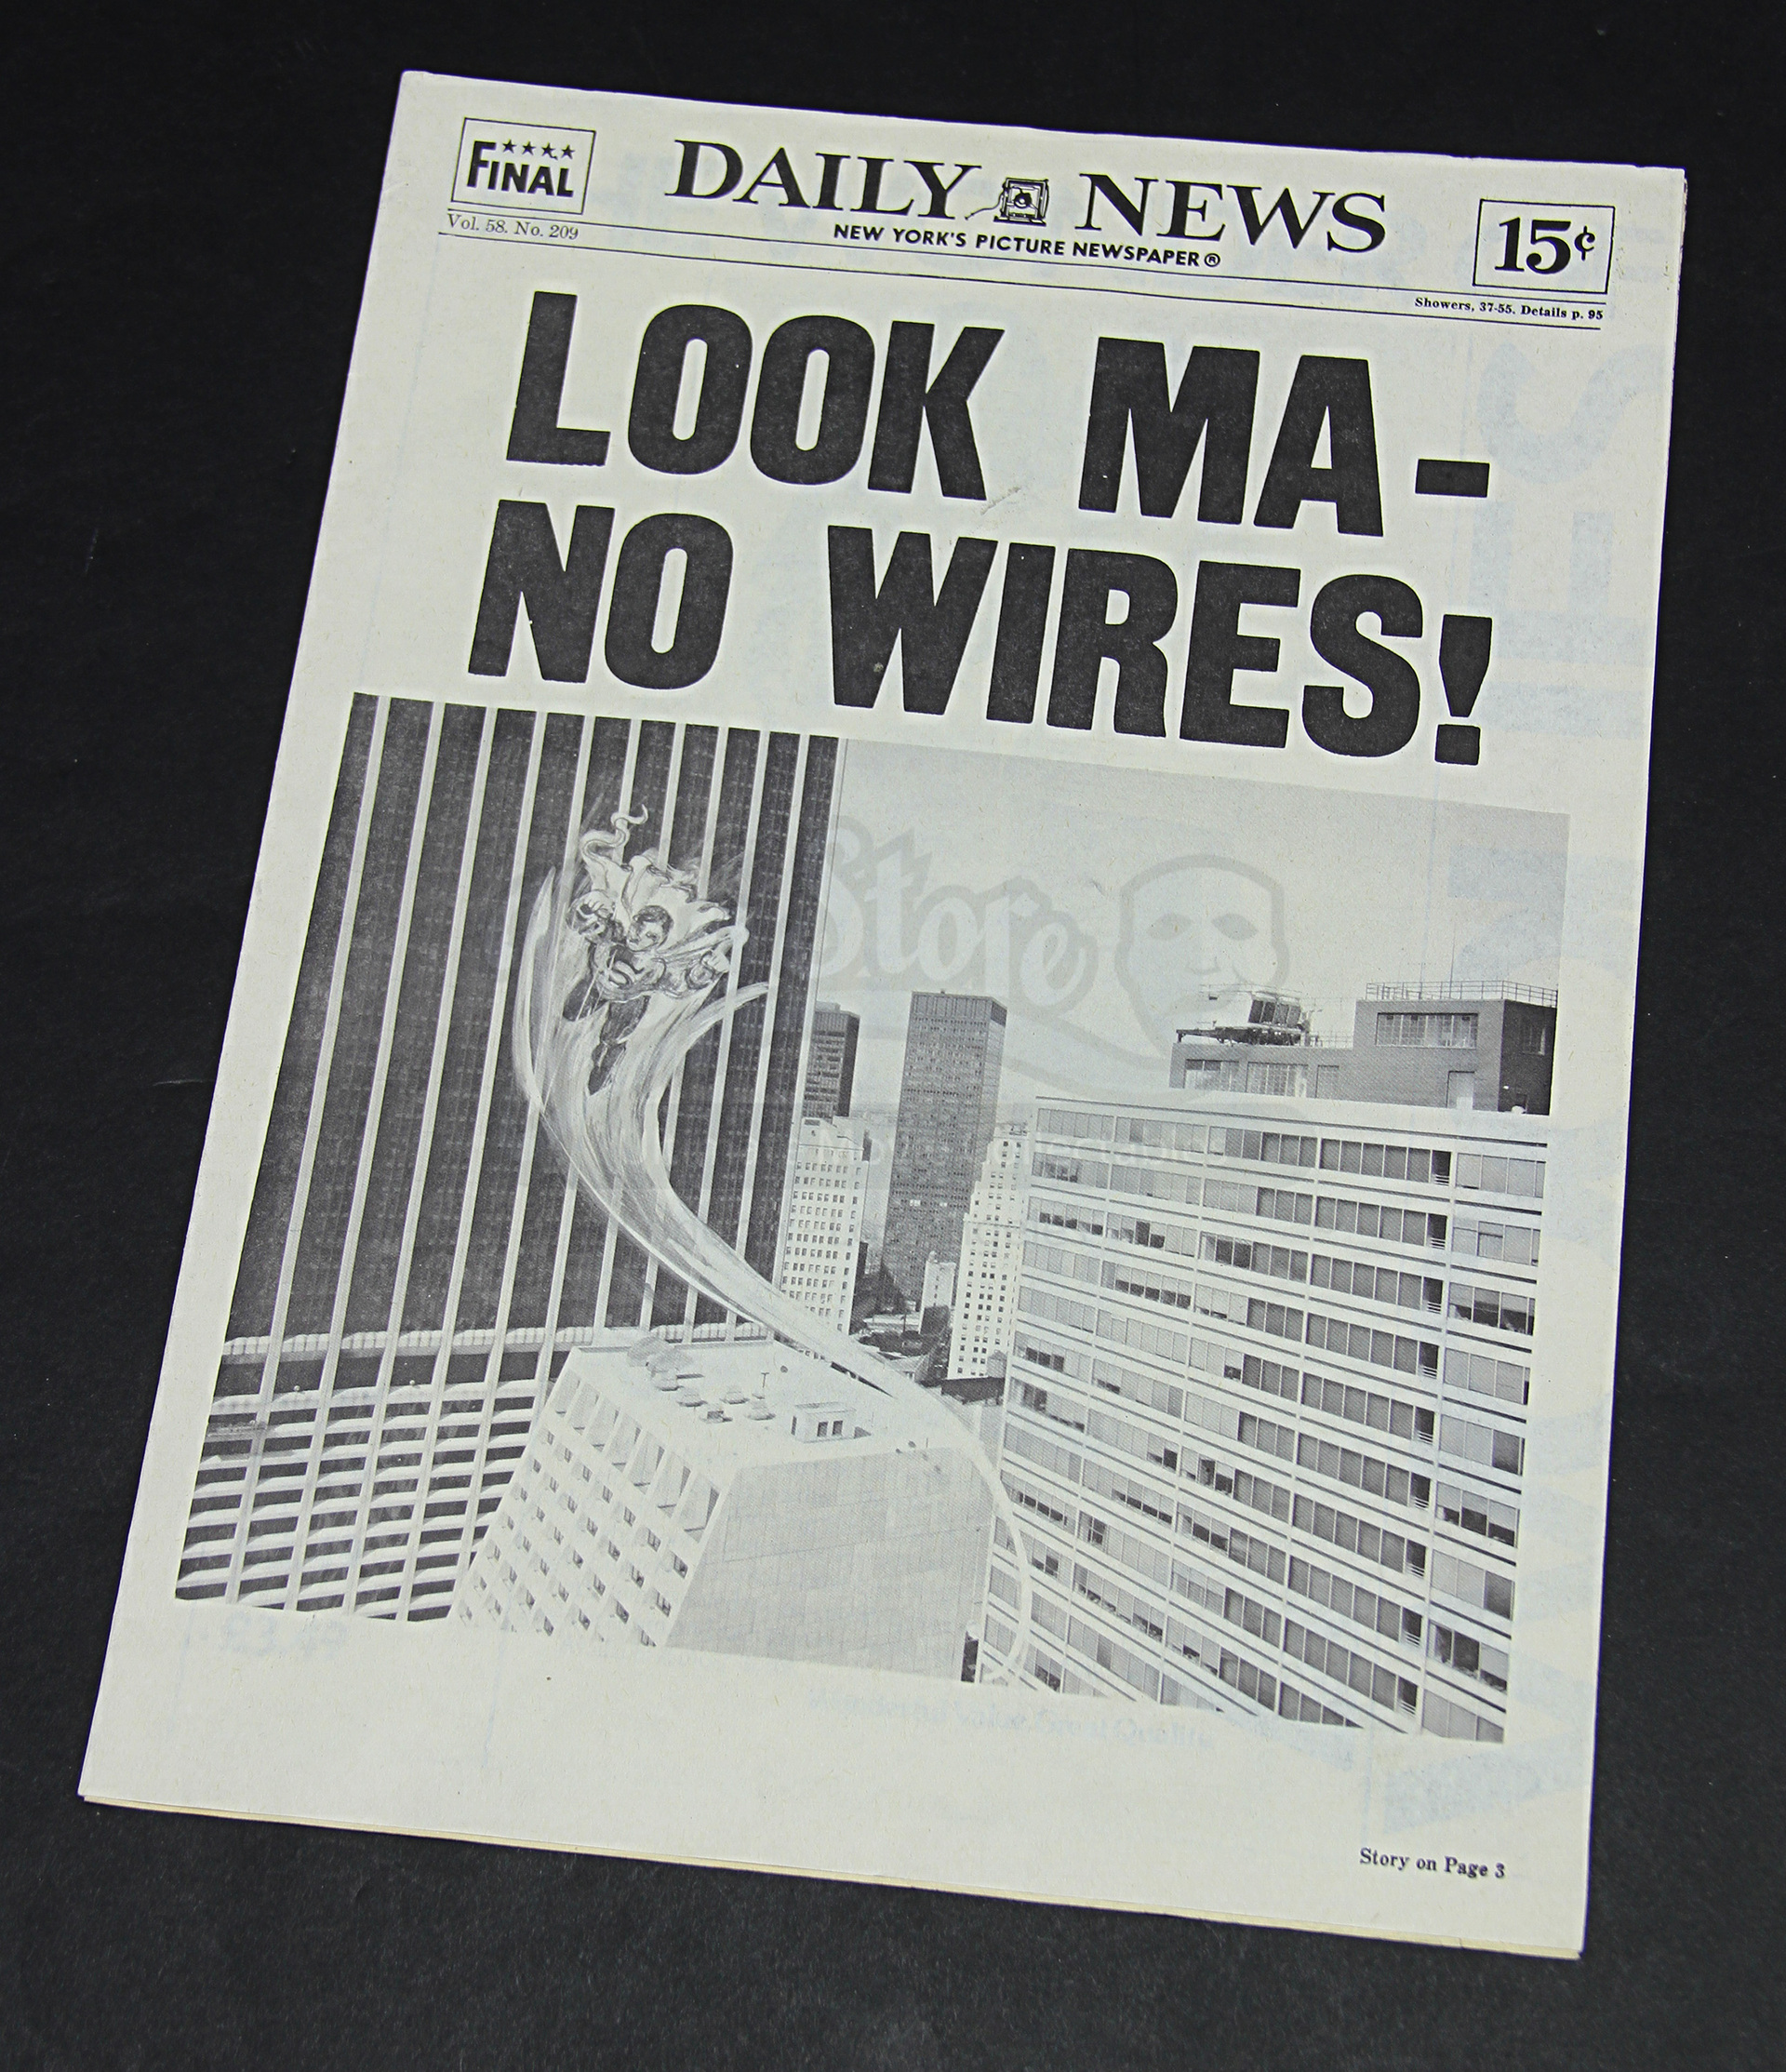 ★★★★
FINAL
DAILY NEWS
NEW YORK'S PICTURE NEWSPAPER®
15¢
Vol. 58. No. 209
Showers, 37-55. Details p. 95
LOOK MA-
NO WIRES!
Store
S
Story on Page 3